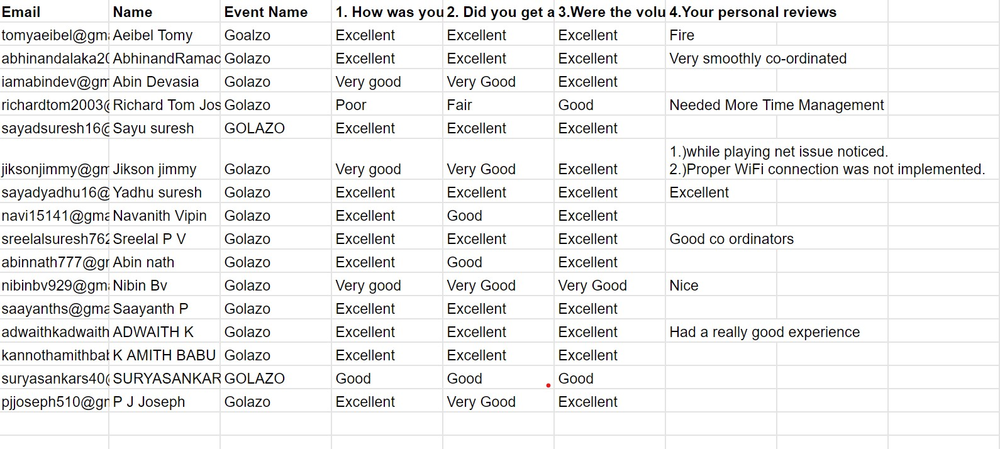 Email Name Event Name 1. How was you 2. Did you get a 3.Were the volu 4.Your personal reviews
tomyaeibel@gma Aeibel Tomy Goalzo Excellent Excellent Excellent Fire
abhinandalaka20 AbhinandRamac Golazo Excellent Excellent Excellent Very smoothly co-ordinated
iamabindev@gm Abin Devasia Golazo Very good Very Good Excellent
richardtom2003@ Richard Tom Jos Golazo Poor Fair Good Needed More Time Management
sayadsuresh16@ Sayu suresh GOLAZO Excellent Excellent Excellent
1.)while playing net issue noticed.
jiksonjimmy@gm Jikson jimmy Golazo Very good Very Good Excellent 2.)Proper WiFi connection was not implemented.
sayadyadhu16@ Yadhu suresh Golazo Excellent Excellent Excellent Excellent
navi15141@gma Navanith Vipin Golazo Excellent Good Excellent
sreelalsuresh762 Sreelal P V Golazo Excellent Excellent Excellent Good co ordinators
abinnath777@gm Abin nath Golazo Excellent Good Excellent
nibinbv929@gma Nibin Bv Golazo Very good Very Good Very Good Nice
saayanths@gma Saayanth P Golazo Excellent Excellent Excellent
adwaithkadwaith ADWAITH K Golazo Excellent Excellent Excellent Had a really good experience
kannothamithbab K AMITH BABU Golazo Excellent Excellent Excellent
suryasankars40@ SURYASANKAR GOLAZO Good Good Good
pjjoseph510@gm P J Joseph Golazo Excellent Very Good Excellent